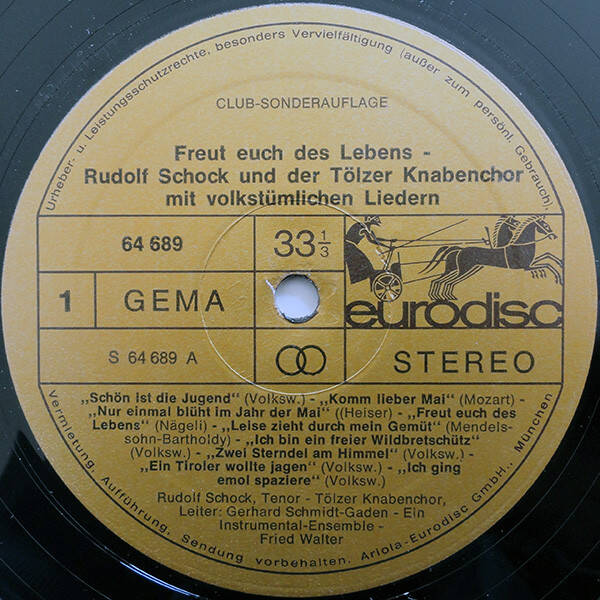 Urheber- u. Leistungsschutzrechte, besonders Vervielfältigung (außer zum persönl. Gebrauch).
CLUB-SONDERAUFLAGE
Freut euch des Lebens -
Rudolf Schock und der Tölzer Knabenchor
mit volkstümlichen Liedern
64 689
33 1/3
1
GEMA
eurodisc
S 64 689 A
STEREO
„Schön ist die Jugend“ (Volksw.) - „Komm lieber Mai“ (Mozart) -
„Nur einmal blüht im Jahr der Mai“ ((Heiser) - „Freut euch des
Lebens“ (Nägeli) - „Leise zieht durch mein Gemüt“ (Mendels-
sohn-Bartholdy) - „Ich bin ein freier Wildbretschütz“
(Volksw.) - „Zwei Sterndel am Himmel“ (Volksw.) -
„Ein Tiroler wollte jagen“ (Volksw.) - „Ich ging
emol spaziere“ (Volksw.)
Rudolf Schock, Tenor - Tölzer Knabenchor,
Leiter: Gerhard Schmidt-Gaden - Ein
Instrumental-Ensemble -
Fried Walter
Vermietung, Aufführung, Sendung vorbehalten. Ariola-Eurodisc GmbH., München